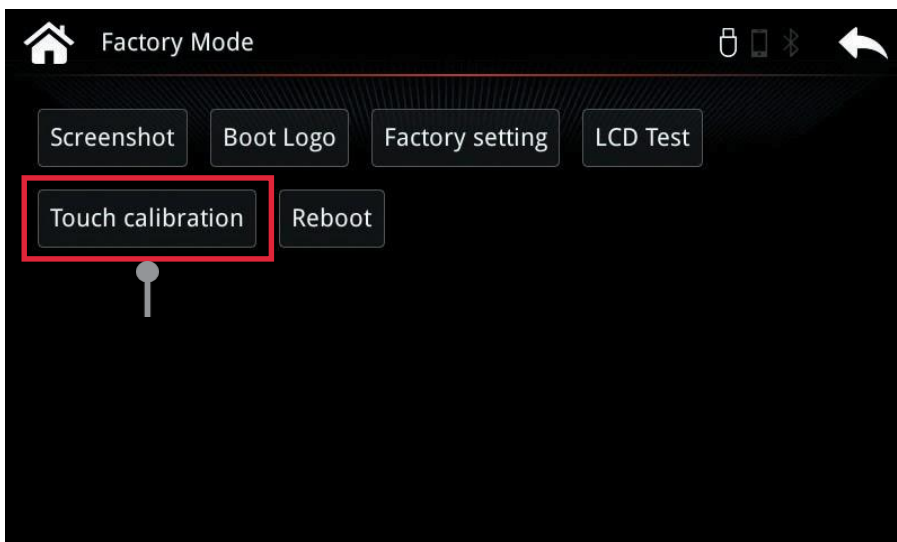 Factory Mode
Screenshot Boot Logo Factory setting LCD Test
Touch calibration Reboot